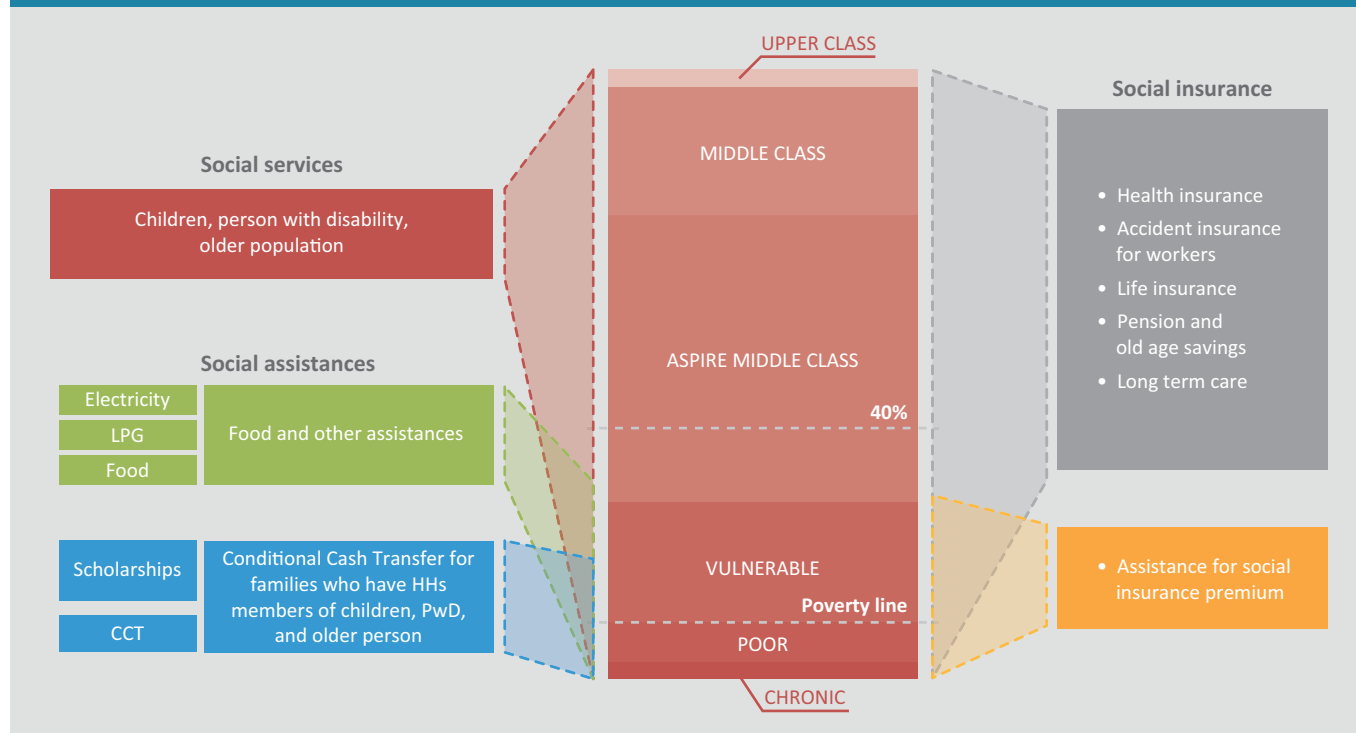 UPPER CLASS
Social services
Children, person with disability,
older population
Social assistances
Electricity
LPG
Food
Food and other assistances
Scholarships
CCT
Conditional Cash Transfer for
families who have HHs
members of children, PwD,
and older person
MIDDLE CLASS
ASPIRE MIDDLE CLASS
40%
VULNERABLE
Poverty line
POOR
CHRONIC
Social insurance
• Health insurance
• Accident insurance
for workers
• Life insurance
• Pension and
old age savings
• Long term care
• Assistance for social
insurance premium